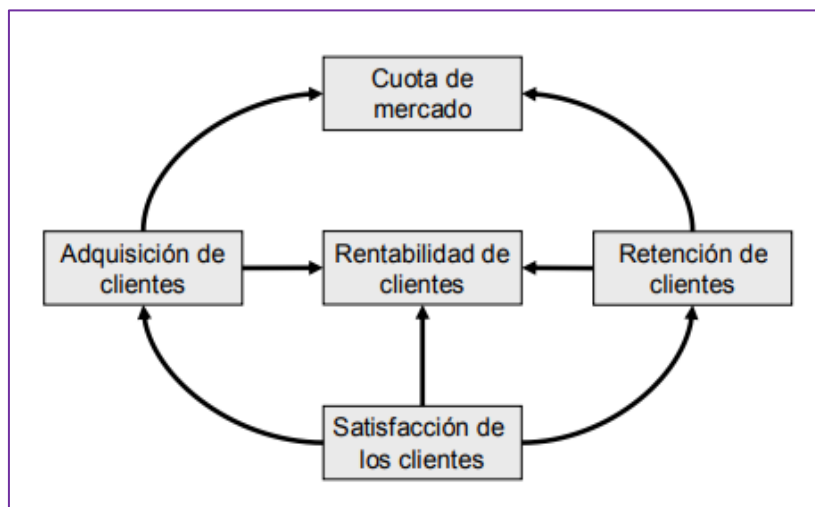 Cuota de
mercado
Adquisición de
clientes
Rentabilidad de
clientes
Retención de
clientes
Satisfacción de
los clientes